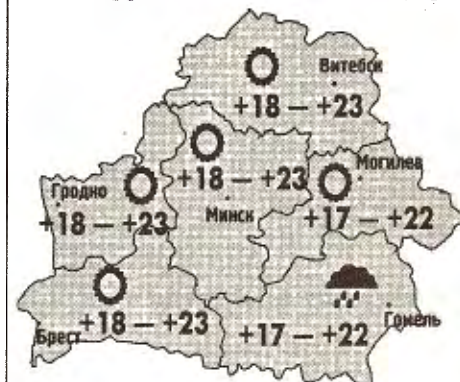 Витебск
+18 — +23
+18 — +23
Минск
Могилев
+17 — +22
Гродно
+18 — +23
Брест
+18 — +23
+17 — +22
Гомель